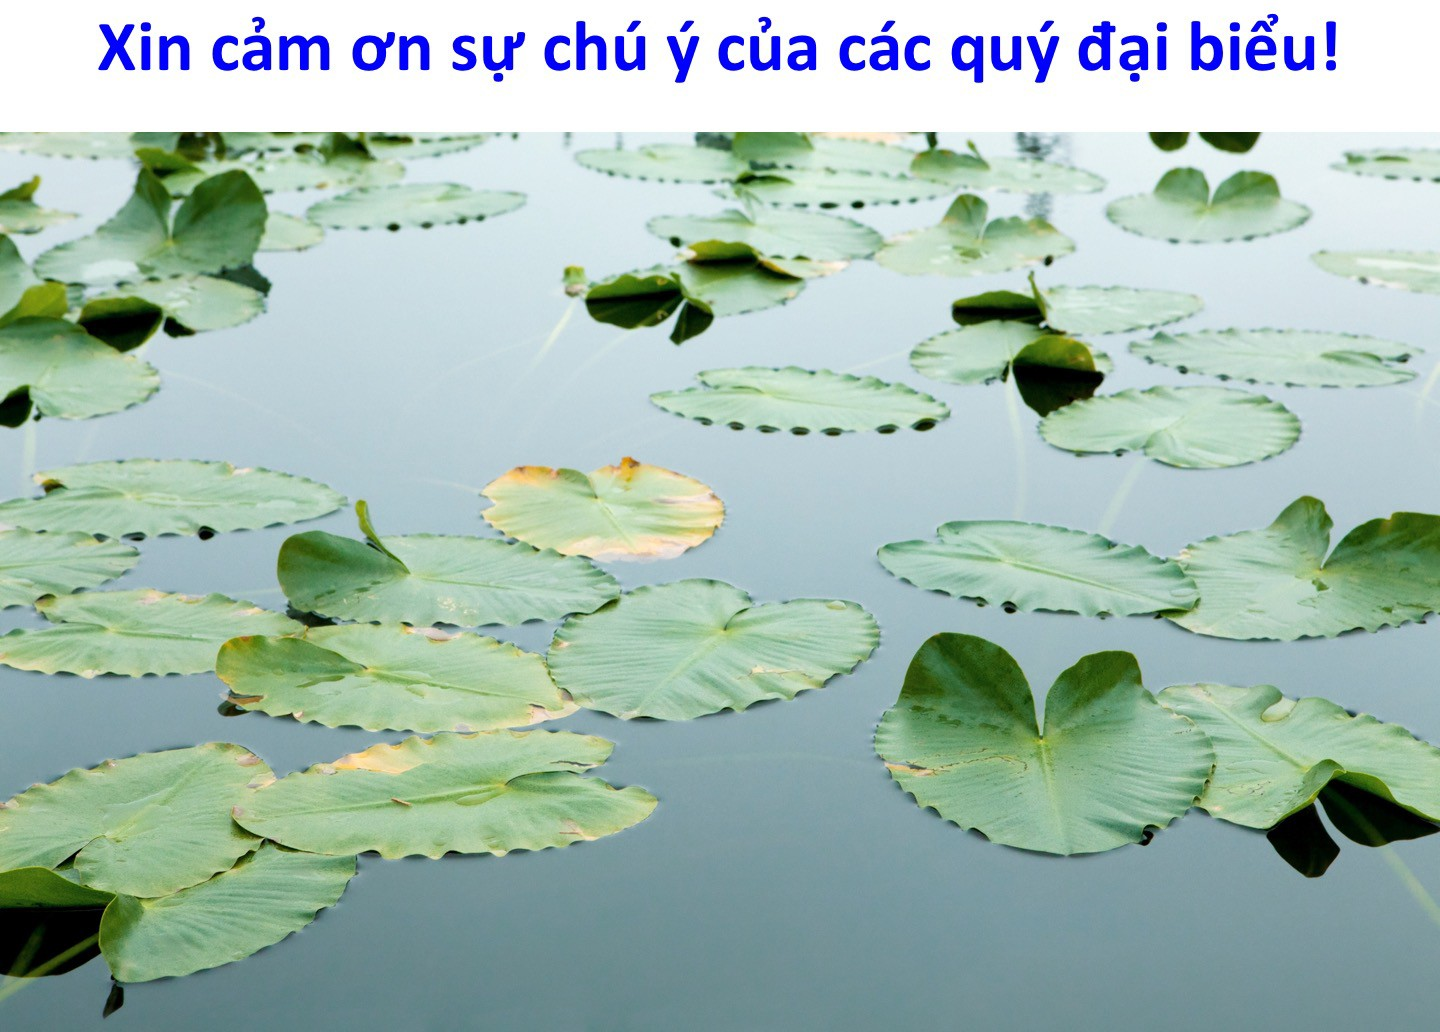 Xin cảm ơn sự chú ý của các quý đại biểu!